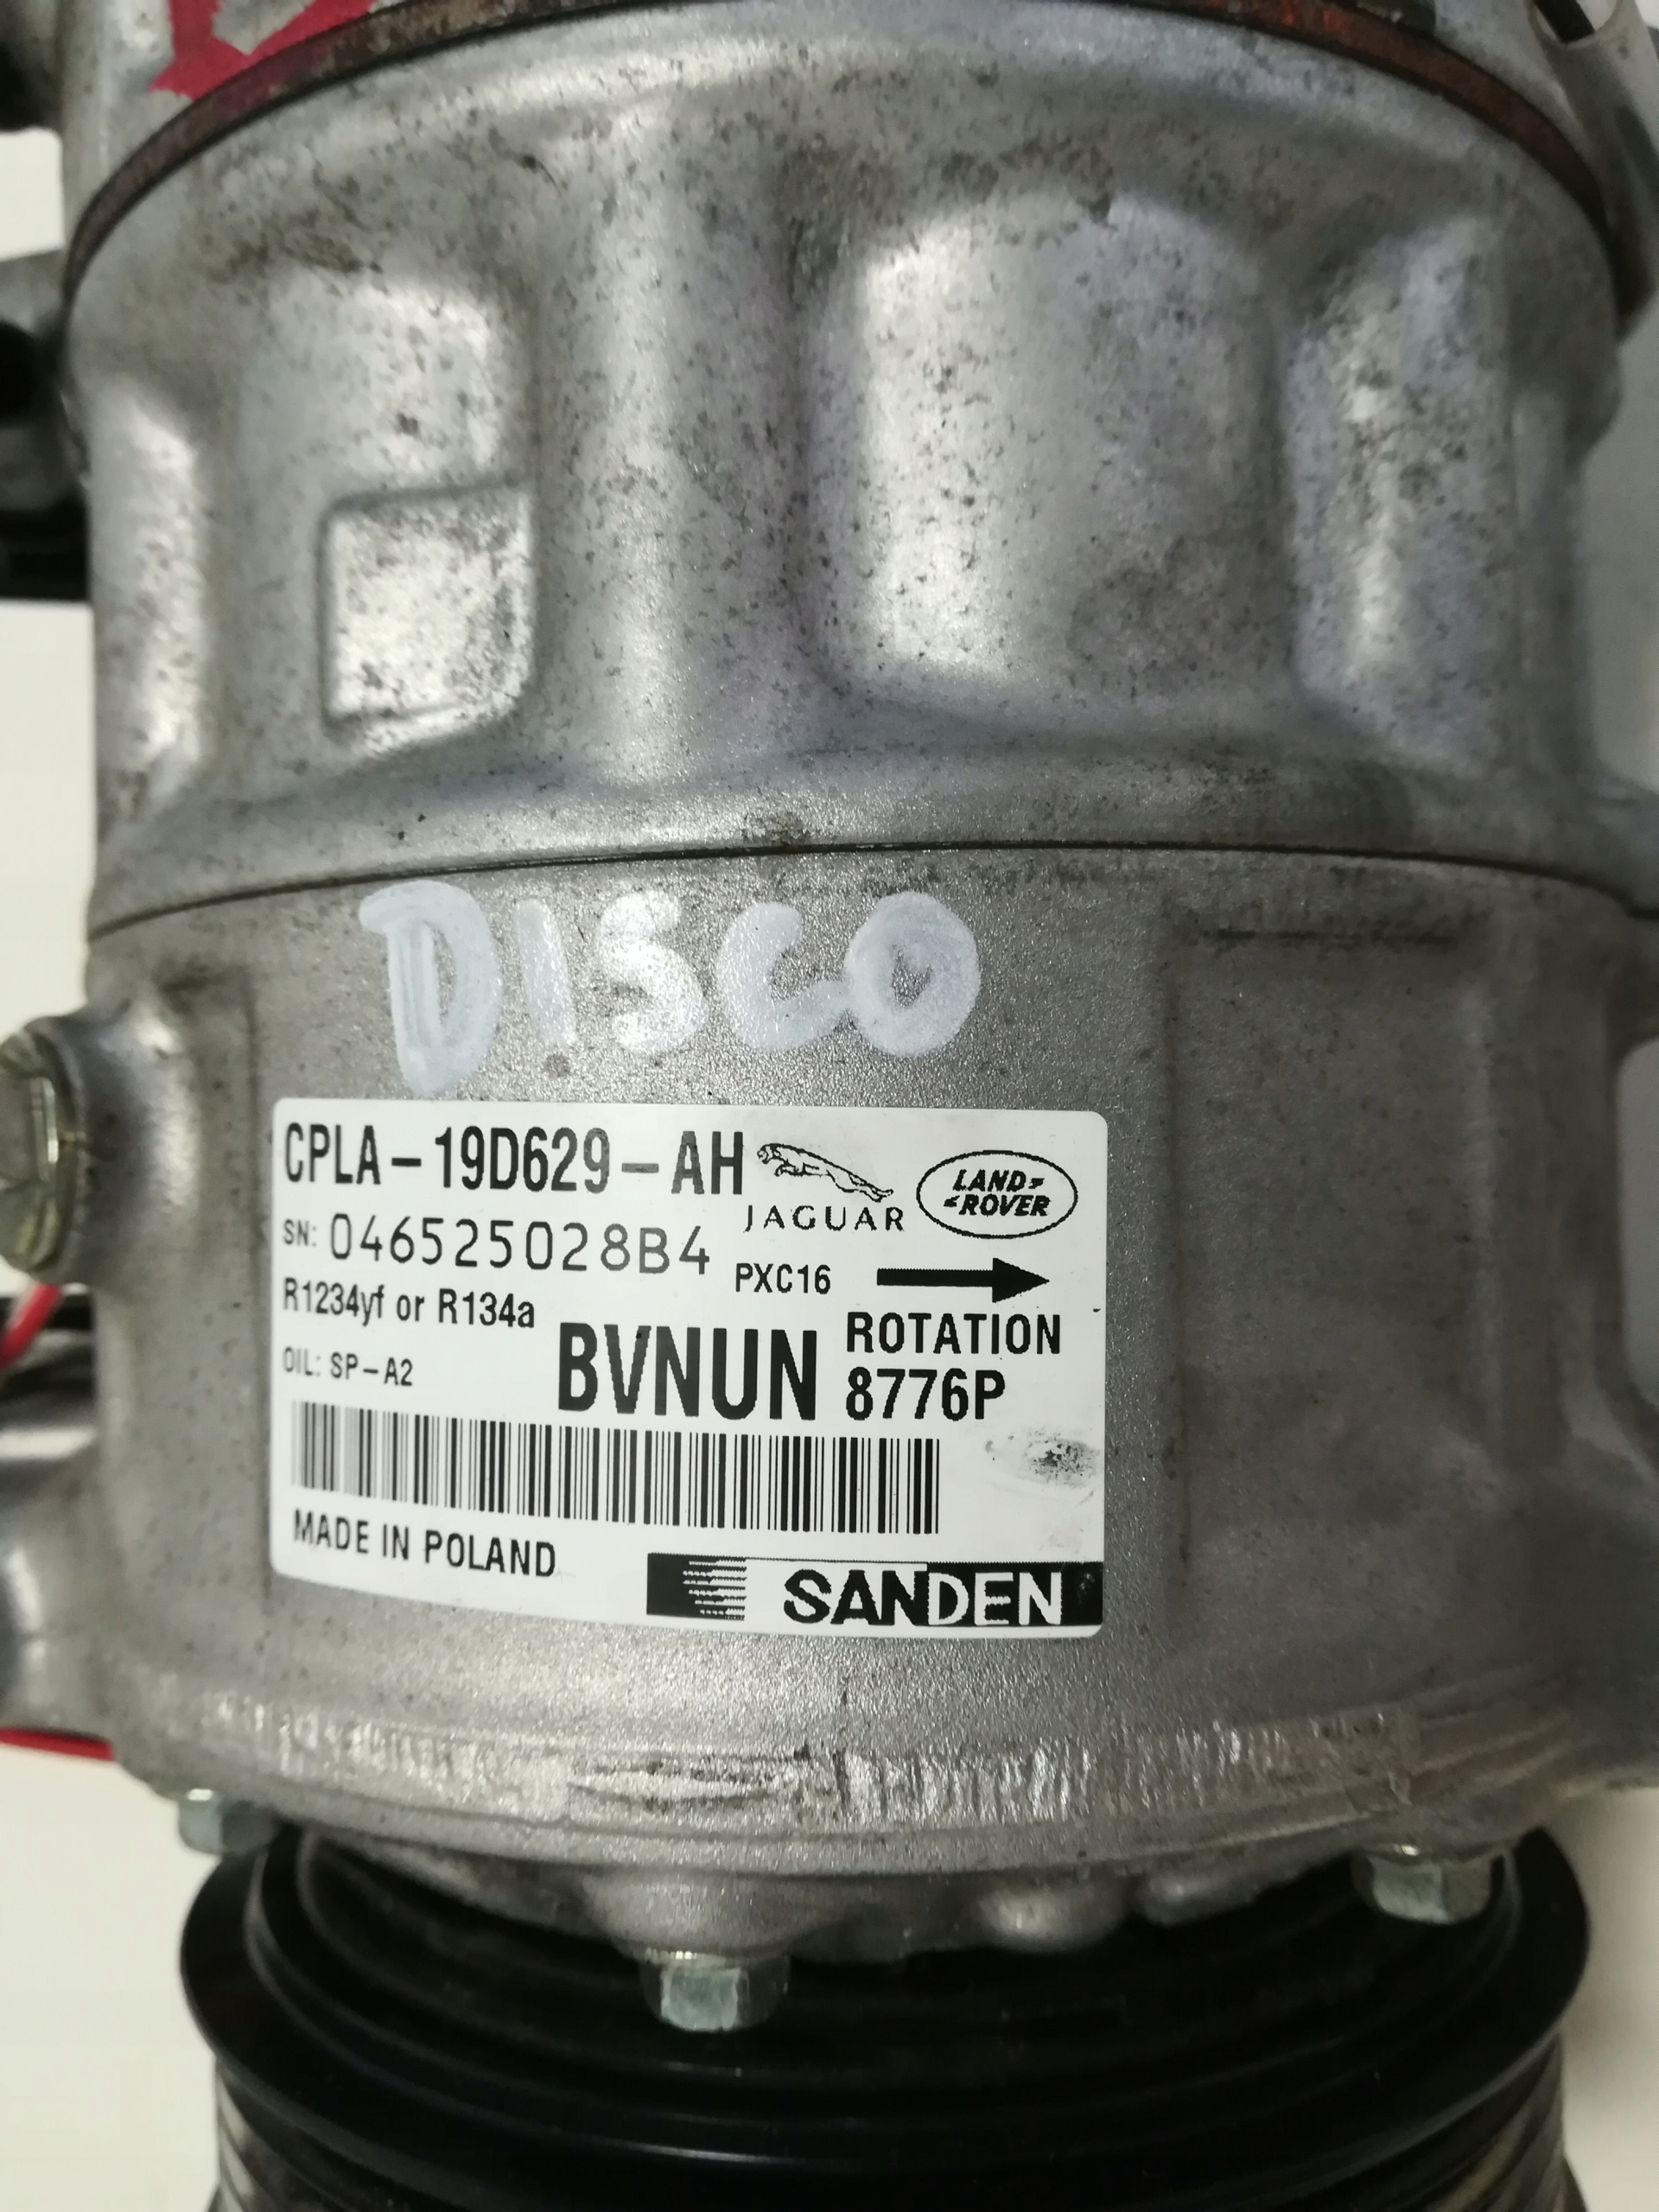 DISCO
CPLA-19D629-AH
JAGUAR
LAND-
-ROVER
SN: 046525028B4
PXC16
R1234yf or R134a
ROTATION
OIL: SP-A2
BVNUN
8776P
MADE IN POLAND
SANDEN